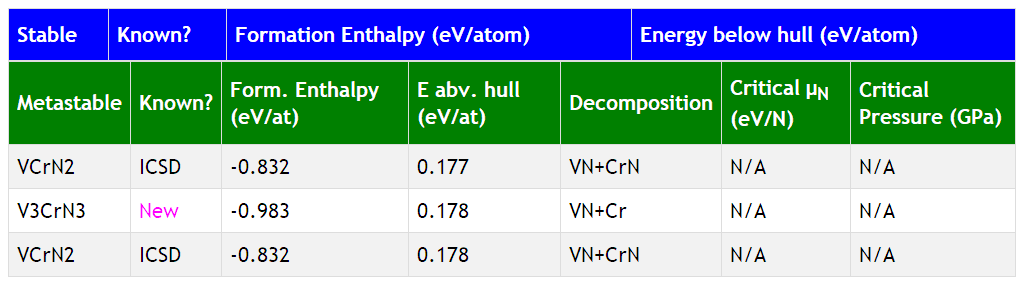 Stable Known? Formation Enthalpy (eV/atom) Energy below hull (eV/atom)
Metastable Known? Form. Enthalpy (eV/at) E abv. hull (eV/at) Decomposition Critical μN (eV/N) Critical Pressure (GPa)
VCrN2 ICSD -0.832 0.177 VN+CrN N/A N/A
V3CrN3 New -0.983 0.178 VN+Cr N/A N/A
VCrN2 ICSD -0.832 0.178 VN+CrN N/A N/A